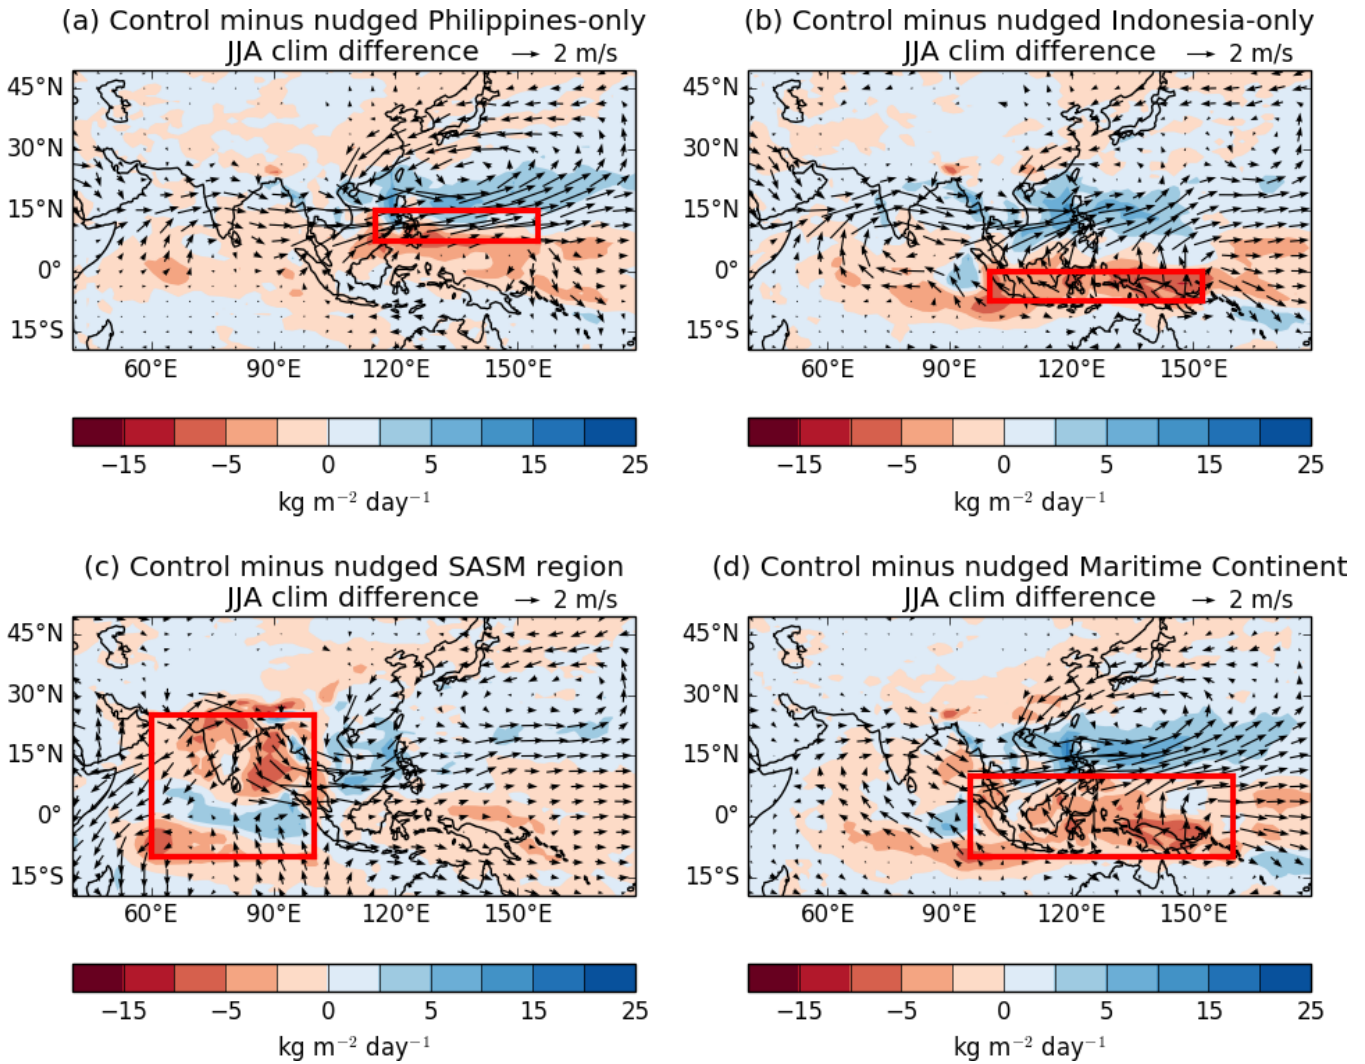 (a) Control minus nudged Philippines-only
JJA clim difference → 2 m/s
45°N
30°N
15°N
0°
15°S
60°E 90°E 120°E 150°E
−15 −5 0 5 15 25
kg m⁻² day⁻¹
(b) Control minus nudged Indonesia-only
JJA clim difference → 2 m/s
45°N
30°N
15°N
0°
15°S
60°E 90°E 120°E 150°E
−15 −5 0 5 15 25
kg m⁻² day⁻¹
(c) Control minus nudged SASM region
JJA clim difference → 2 m/s
45°N
30°N
15°N
0°
15°S
60°E 90°E 120°E 150°E
−15 −5 0 5 15 25
kg m⁻² day⁻¹
(d) Control minus nudged Maritime Continent
JJA clim difference → 2 m/s
45°N
30°N
15°N
0°
15°S
60°E 90°E 120°E 150°E
−15 −5 0 5 15 25
kg m⁻² day⁻¹